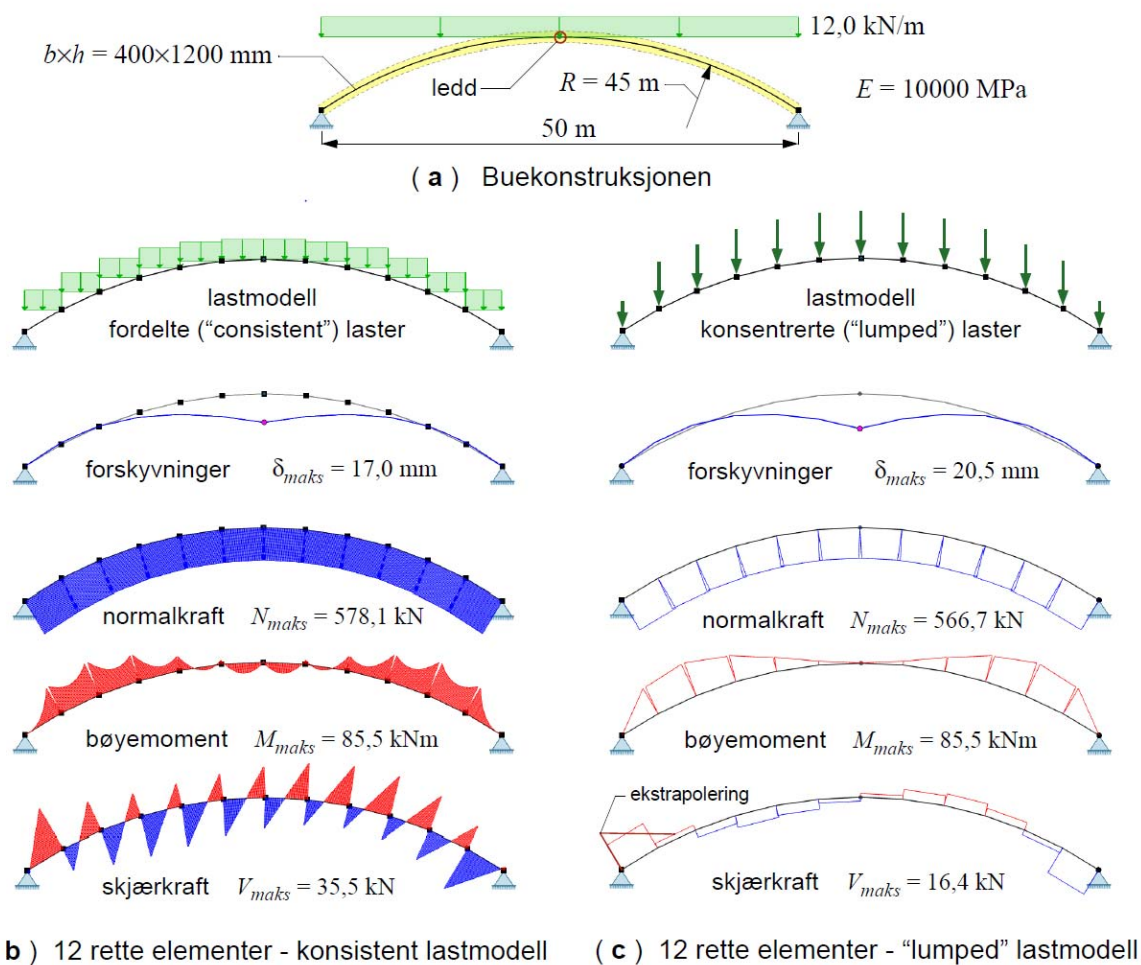 12,0 kN/m
b×h = 400×1200 mm
ledd
R = 45 m
E = 10000 MPa
50 m
( a ) Buekonstruksjonen
lastmodell
fordelte (“consistent”) laster
lastmodell
konsentrerte (“lumped”) laster
forskyvninger δmaks = 17,0 mm
forskyvninger δmaks = 20,5 mm
normalkraft Nmaks = 578,1 kN
normalkraft Nmaks = 566,7 kN
bøyemoment Mmaks = 85,5 kNm
bøyemoment Mmaks = 85,5 kNm
ekstrapolering
skjærkraft Vmaks = 35,5 kN
skjærkraft Vmaks = 16,4 kN
b ) 12 rette elementer - konsistent lastmodell
( c ) 12 rette elementer - “lumped” lastmodell